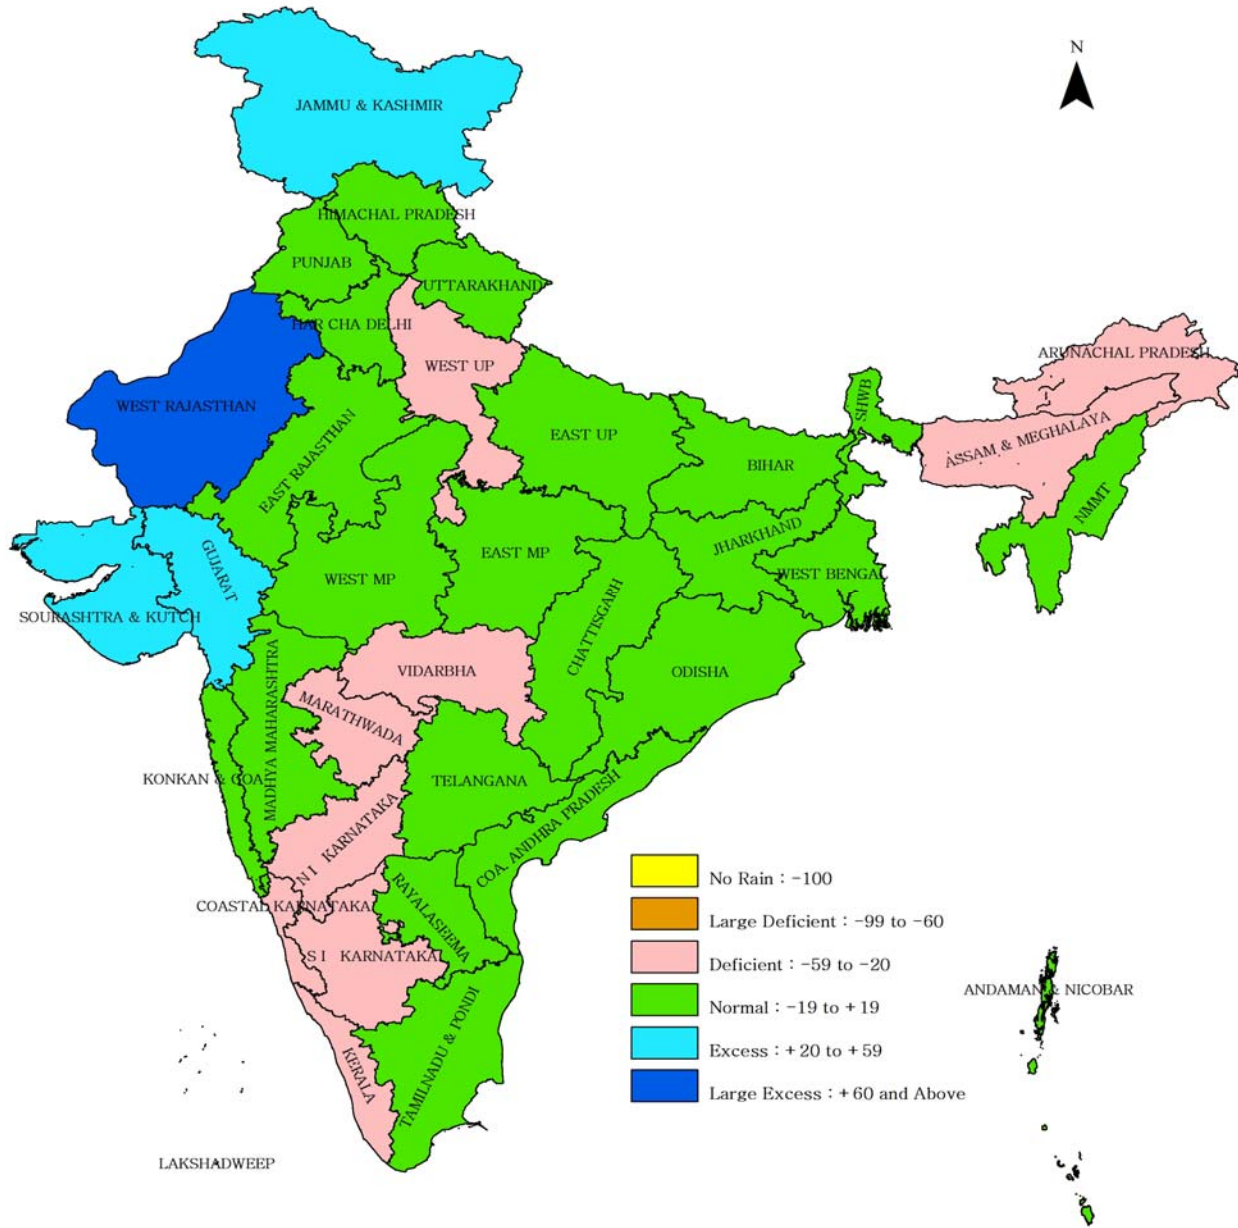 N
JAMMU & KASHMIR
HIMACHAL PRADESH
PUNJAB
UTTARAKHAND
HAR CHA DELHI
WEST UP
ARUNACHAL PRADESH
WEST RAJASTHAN
SHWB
EAST RAJASTHAN
EAST UP
BIHAR
ASSAM & MEGHALAYA
NMMT
GUJARAT
EAST MP
JHARKHAND
WEST MP
WEST BENGAL
SOURASHTRA & KUTCH
CHATTISGARH
MADHYA MAHARASHTRA
VIDARBHA
ODISHA
MARATHWADA
KONKAN & GOA
TELANGANA
COA. ANDHRA PRADESH
N I KARNATAKA
COASTAL KARNATAKA
RAYALASEEMA
S I KARNATAKA
TAMILNADU & PONDI
KERALA
LAKSHADWEEP
ANDAMAN & NICOBAR
No Rain : -100
Large Deficient : -99 to -60
Deficient : -59 to -20
Normal : -19 to +19
Excess : +20 to +59
Large Excess : +60 and Above